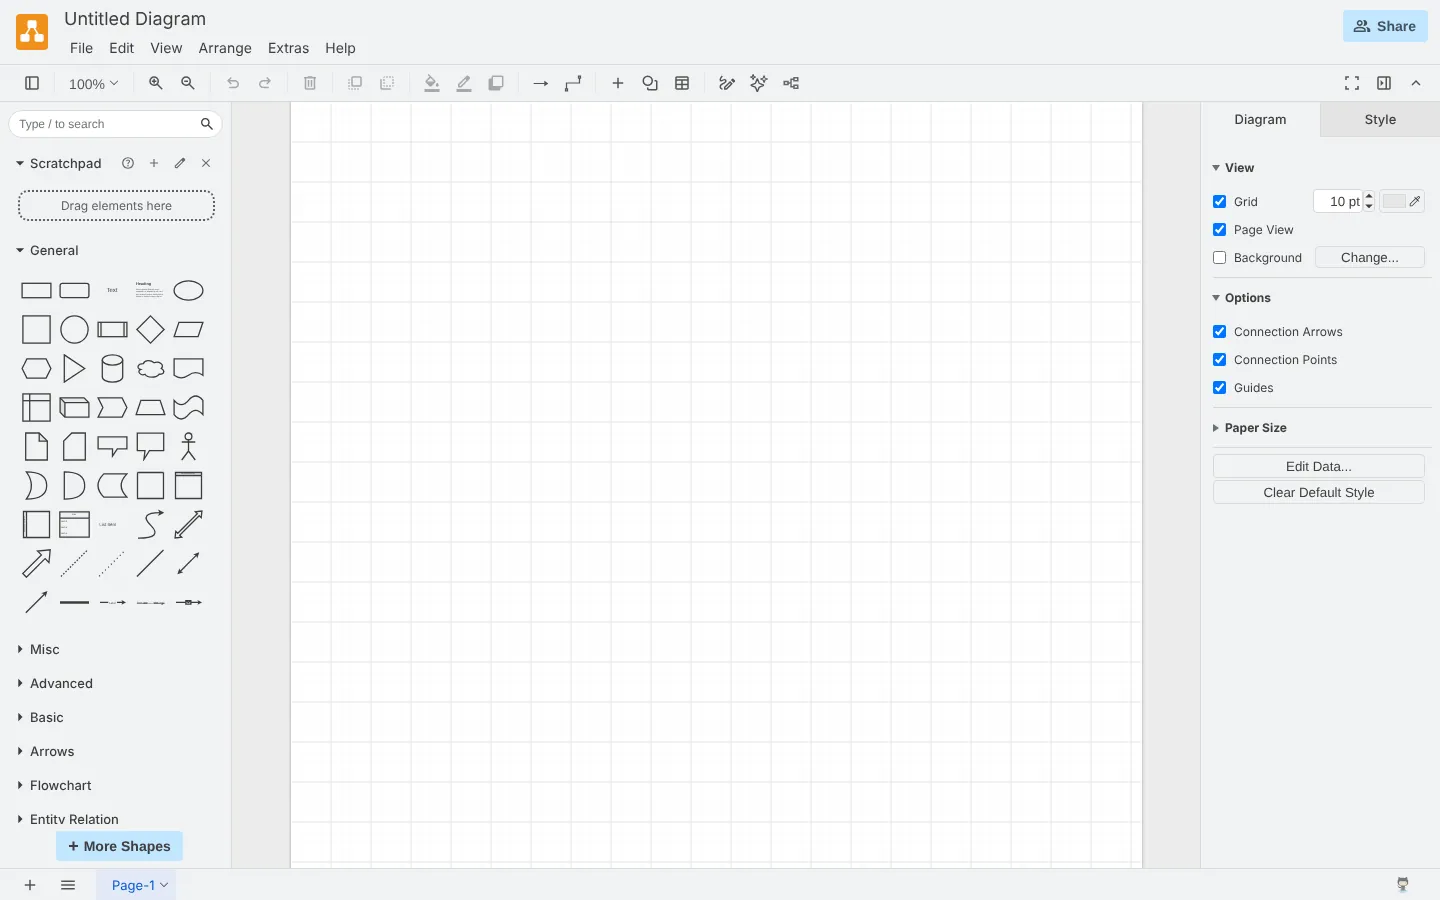 Untitled Diagram
File Edit View Arrange Extras Help
Share
100%
Type / to search
Scratchpad
Drag elements here
General
Text
Heading
List Item
Misc
Advanced
Basic
Arrows
Flowchart
Entity Relation
+ More Shapes
Page-1
Diagram Style
View
Grid 10 pt
Page View
Background Change...
Options
Connection Arrows
Connection Points
Guides
Paper Size
Edit Data...
Clear Default Style